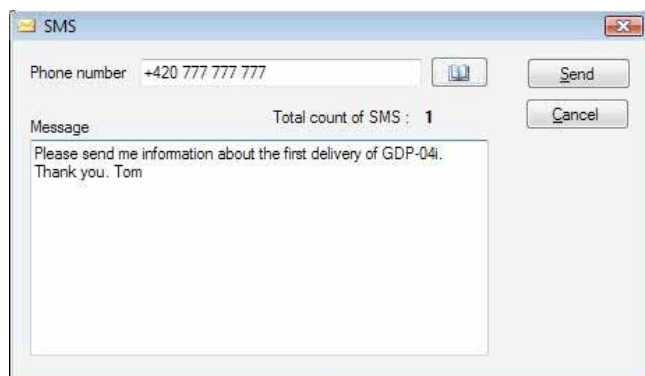 SMS
Phone number +420 777 777 777
Send
Total count of SMS : 1
Cancel
Message
Please send me information about the first delivery of GDP-04i.
Thank you. Tom